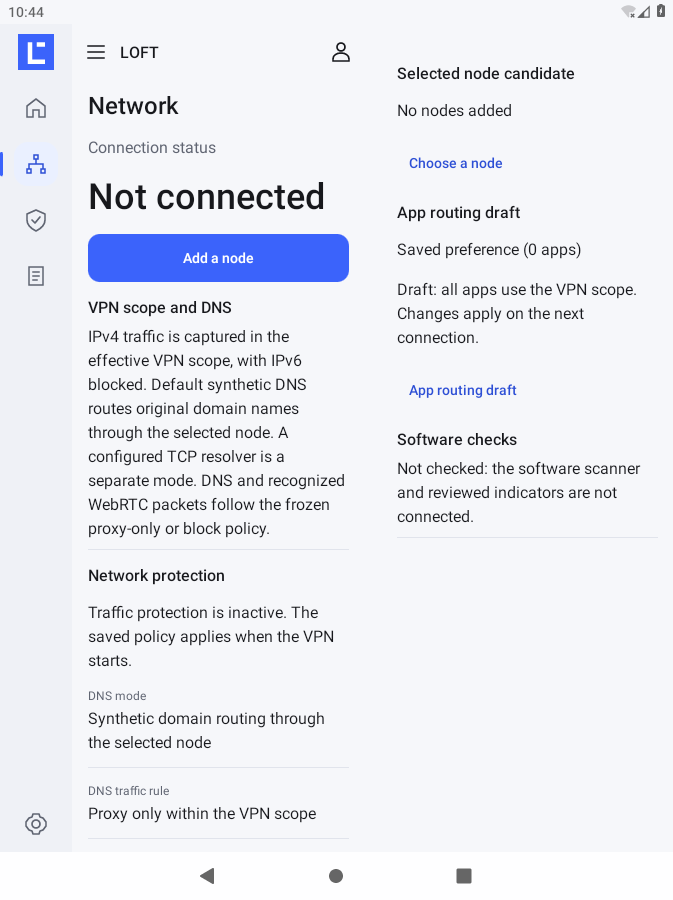 10:44
LOFT
Network
Connection status
Not connected
Add a node
VPN scope and DNS
IPv4 traffic is captured in the
effective VPN scope, with IPv6
blocked. Default synthetic DNS
routes original domain names
through the selected node. A
configured TCP resolver is a
separate mode. DNS and recognized
WebRTC packets follow the frozen
proxy-only or block policy.
Network protection
Traffic protection is inactive. The
saved policy applies when the VPN
starts.
DNS mode
Synthetic domain routing through
the selected node
DNS traffic rule
Proxy only within the VPN scope
Selected node candidate
No nodes added
Choose a node
App routing draft
Saved preference (0 apps)
Draft: all apps use the VPN scope.
Changes apply on the next
connection.
App routing draft
Software checks
Not checked: the software scanner
and reviewed indicators are not
connected.